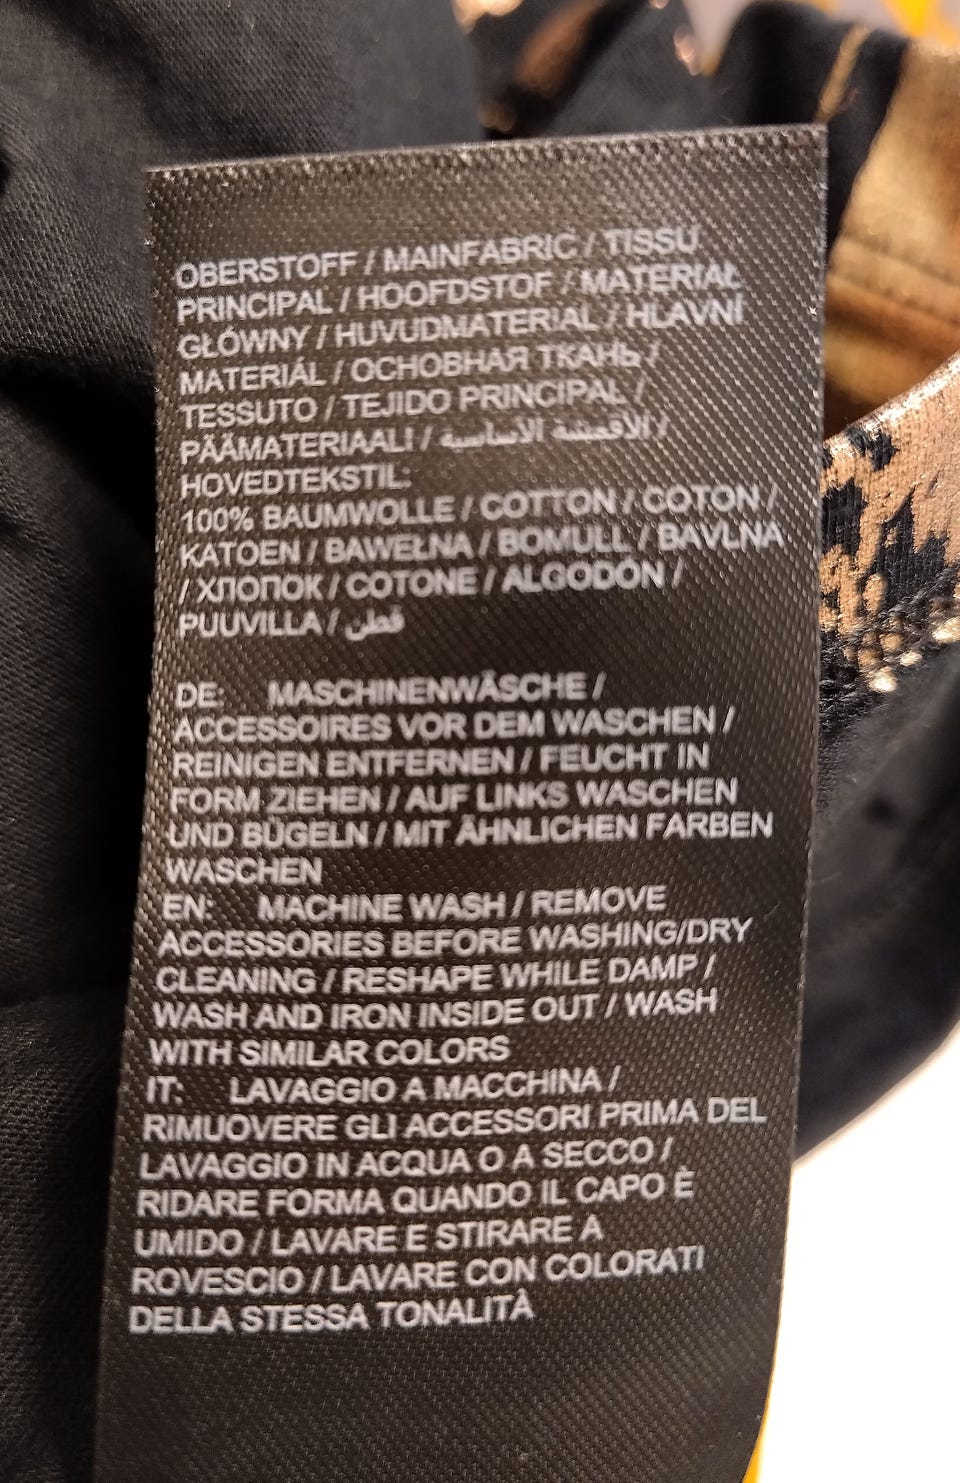 OBERSTOFF / MAINFABRIC / TISSU
PRINCIPAL / HOOFDSTOF / MATERIAŁ
GŁÓWNY / HUVUDMATERIAL / HLAVNÍ
MATERIÁL / ОСНОВНАЯ ТКАНЬ /
TESSUTO / TEJIDO PRINCIPAL /
PÄÄMATERIAALI / الأقمشة الأساسية /
HOVEDTEKSTIL:
100% BAUMWOLLE / COTTON / COTON /
KATOEN / BAWEŁNA / BOMULL / BAVLNA
/ ХЛОПОК / COTONE / ALGODÓN /
PUUVILLA / قطن
DE: MASCHINENWÄSCHE /
ACCESSOIRES VOR DEM WASCHEN /
REINIGEN ENTFERNEN / FEUCHT IN
FORM ZIEHEN / AUF LINKS WASCHEN
UND BÜGELN / MIT ÄHNLICHEN FARBEN
WASCHEN
EN: MACHINE WASH / REMOVE
ACCESSORIES BEFORE WASHING/DRY
CLEANING / RESHAPE WHILE DAMP /
WASH AND IRON INSIDE OUT / WASH
WITH SIMILAR COLORS
IT: LAVAGGIO A MACCHINA /
RIMUOVERE GLI ACCESSORI PRIMA DEL
LAVAGGIO IN ACQUA O A SECCO /
RIDARE FORMA QUANDO IL CAPO È
UMIDO / LAVARE E STIRARE A
ROVESCIO / LAVARE CON COLORATI
DELLA STESSA TONALITÀ